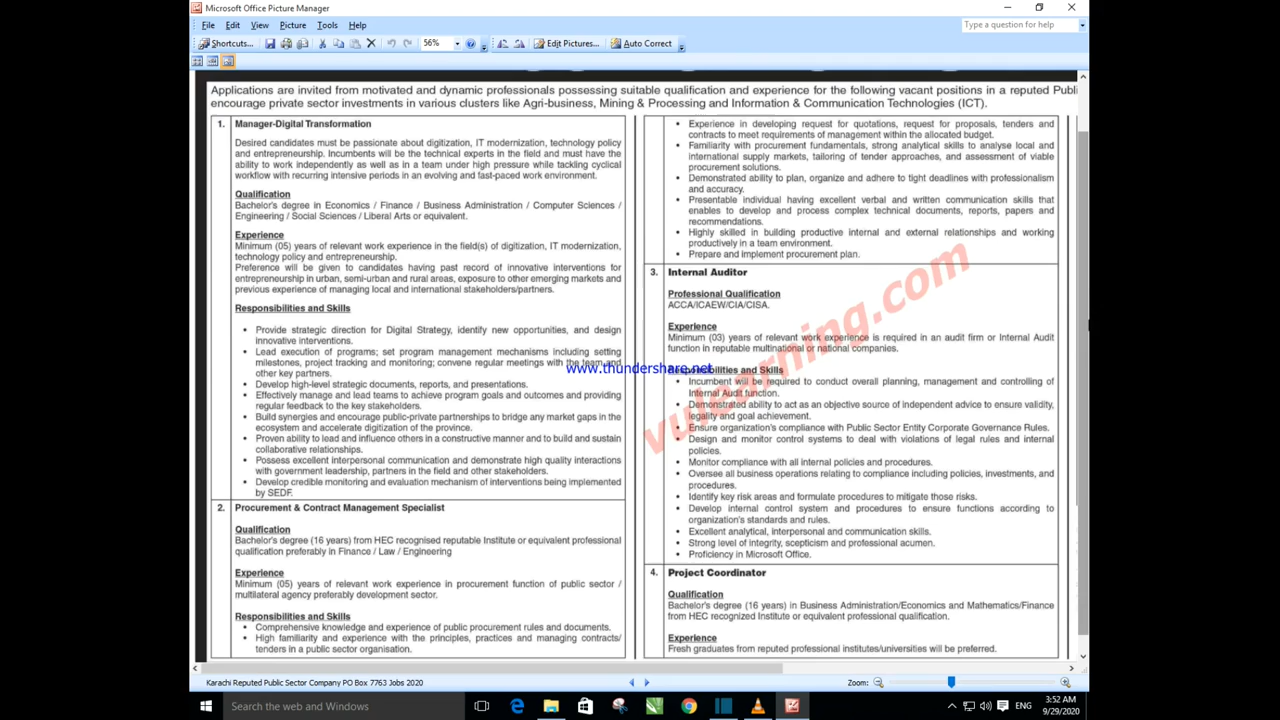 Microsoft Office Picture Manager
File Edit View Picture Tools Help
Type a question for help
Shortcuts...
56%
Edit Pictures...
Auto Correct
Applications are invited from motivated and dynamic professionals possessing suitable qualification and experience for the following vacant positions in a reputed Publi
encourage private sector investments in various clusters like Agri-business, Mining & Processing and Information & Communication Technologies (ICT).
1. Manager-Digital Transformation
Desired candidates must be passionate about digitization, IT modernization, technology policy
and entrepreneurship. Incumbents will be the technical experts in the field and must have the
ability to work independently as well as in a team under high pressure while tackling cyclical
workflow with recurring intensive periods in an evolving and fast-paced work environment.
Qualification
Bachelor's degree in Economics / Finance / Business Administration / Computer Sciences /
Engineering / Social Sciences / Liberal Arts or equivalent.
Experience
Minimum (05) years of relevant work experience in the field(s) of digitization, IT modernization,
technology policy and entrepreneurship.
Preference will be given to candidates having past record of innovative interventions for
entrepreneurship in urban, semi-urban and rural areas, exposure to other emerging markets and
previous experience of managing local and international stakeholders/partners.
Responsibilities and Skills
• Provide strategic direction for Digital Strategy, identify new opportunities, and design
innovative interventions.
• Lead execution of programs; set program management mechanisms including setting
milestones, project tracking and monitoring; convene regular meetings with the team and
other key partners.
• Develop high-level strategic documents, reports, and presentations.
• Effectively manage and lead teams to achieve program goals and outcomes and providing
regular feedback to the key stakeholders.
• Build synergies and encourage public-private partnerships to bridge any market gaps in the
ecosystem and accelerate digitization of the province.
• Proven ability to lead and influence others in a constructive manner and to build and sustain
collaborative relationships.
• Possess excellent interpersonal communication and demonstrate high quality interactions
with government leadership, partners in the field and other stakeholders.
• Develop credible monitoring and evaluation mechanism of interventions being implemented
by SEDF.
2. Procurement & Contract Management Specialist
Qualification
Bachelor's degree (16 years) from HEC recognised reputable Institute or equivalent professional
qualification preferably in Finance / Law / Engineering
Experience
Minimum (05) years of relevant work experience in procurement function of public sector /
multilateral agency preferably development sector.
Responsibilities and Skills
• Comprehensive knowledge and experience of public procurement rules and documents.
• High familiarity and experience with the principles, practices and managing contracts/
tenders in a public sector organisation.
• Experience in developing request for quotations, request for proposals, tenders and
contracts to meet requirements of management within the allocated budget.
• Familiarity with procurement fundamentals, strong analytical skills to analyse local and
international supply markets, tailoring of tender approaches, and assessment of viable
procurement solutions.
• Demonstrated ability to plan, organize and adhere to tight deadlines with professionalism
and accuracy.
• Presentable individual having excellent verbal and written communication skills that
enables to develop and process complex technical documents, reports, papers and
recommendations.
• Highly skilled in building productive internal and external relationships and working
productively in a team environment.
• Prepare and implement procurement plan.
3. Internal Auditor
Professional Qualification
ACCA/ICAEW/CIA/CISA.
Experience
Minimum (03) years of relevant work experience is required in an audit firm or Internal Audit
function in reputable multinational or national companies.
Responsibilities and Skills
• Incumbent will be required to conduct overall planning, management and controlling of
Internal Audit function.
• Demonstrated ability to act as an objective source of independent advice to ensure validity,
legality and goal achievement.
• Ensure organization's compliance with Public Sector Entity Corporate Governance Rules.
• Design and monitor control systems to deal with violations of legal rules and internal
policies.
• Monitor compliance with all internal policies and procedures.
• Oversee all business operations relating to compliance including policies, investments, and
procedures.
• Identify key risk areas and formulate procedures to mitigate those risks.
• Develop internal control system and procedures to ensure functions according to
organization's standards and rules.
• Excellent analytical, interpersonal and communication skills.
• Strong level of integrity, scepticism and professional acumen.
• Proficiency in Microsoft Office.
4. Project Coordinator
Qualification
Bachelor's degree (16 years) in Business Administration/Economics and Mathematics/Finance
from HEC recognized Institute or equivalent professional qualification.
Experience
Fresh graduates from reputed professional institutes/universities will be preferred.
www.thundershare.net
vulearning.com
Karachi Reputed Public Sector Company PO Box 7763 Jobs 2020
Zoom:
Search the web and Windows
ENG
3:52 AM
9/29/2020